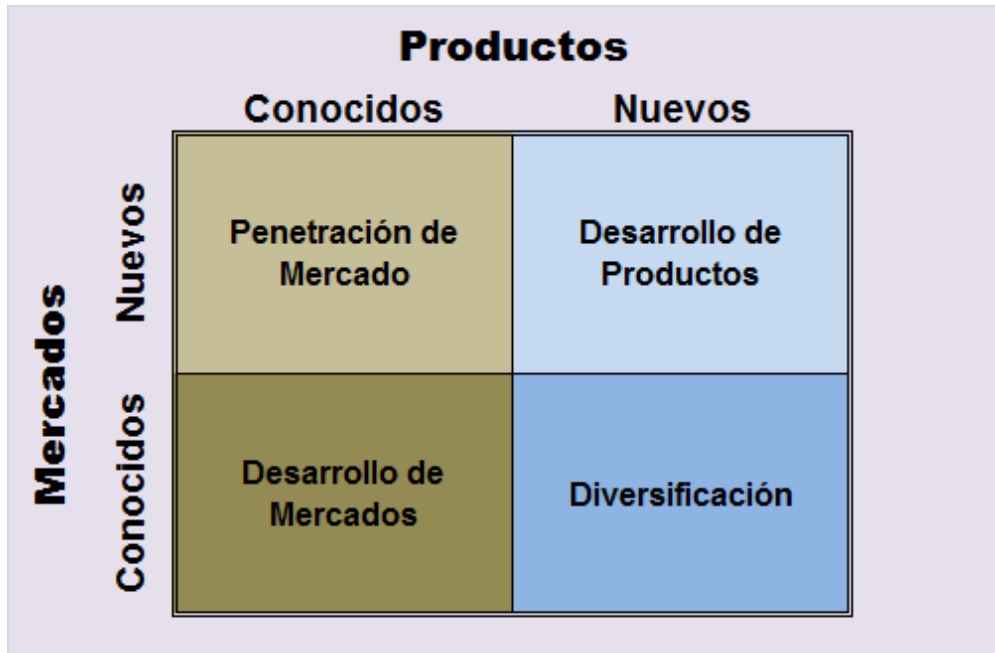 Productos
Conocidos Nuevos
Mercados
Nuevos
Penetración de
Mercado
Desarrollo de
Productos
Conocidos
Desarrollo de
Mercados
Diversificación